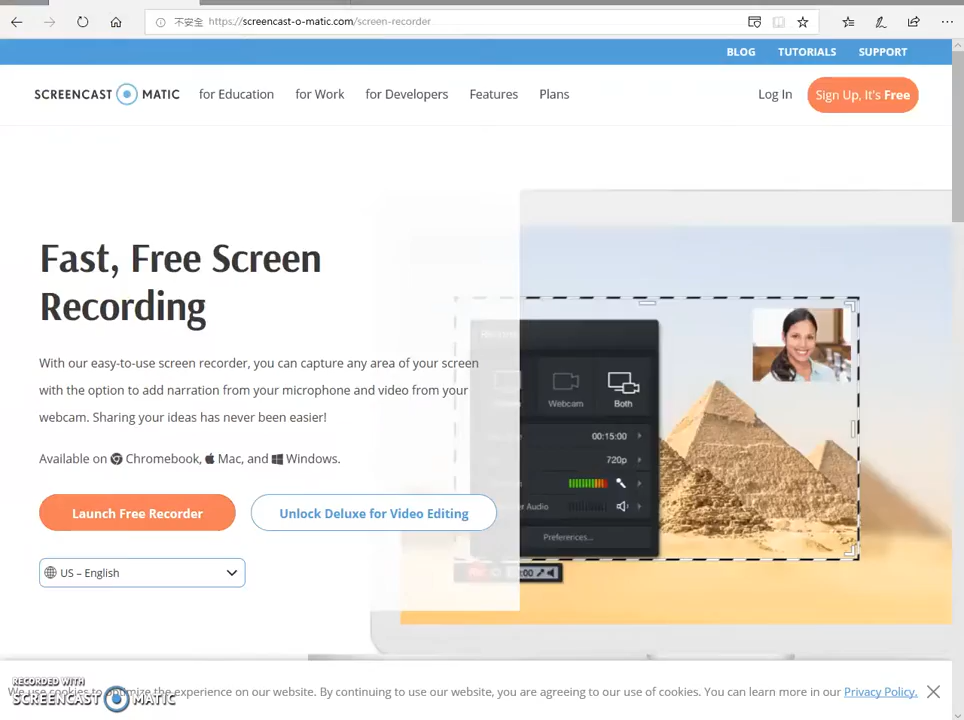 不安全 https://screencast-o-matic.com/screen-recorder
BLOG TUTORIALS SUPPORT
SCREENCAST MATIC for Education for Work for Developers Features Plans Log In Sign Up, It's Free
Fast, Free Screen
Recording
With our easy-to-use screen recorder, you can capture any area of your screen
with the option to add narration from your microphone and video from your
webcam. Sharing your ideas has never been easier!
Available on Chromebook, Mac, and Windows.
Launch Free Recorder Unlock Deluxe for Video Editing
US – English
Webcam Both
00:15:00
720p
Audio
Preferences...
We use cookies to optimize the experience on our website. By continuing to use our website, you are agreeing to our use of cookies. You can learn more in our Privacy Policy.
RECORDED WITH
SCREENCAST MATIC